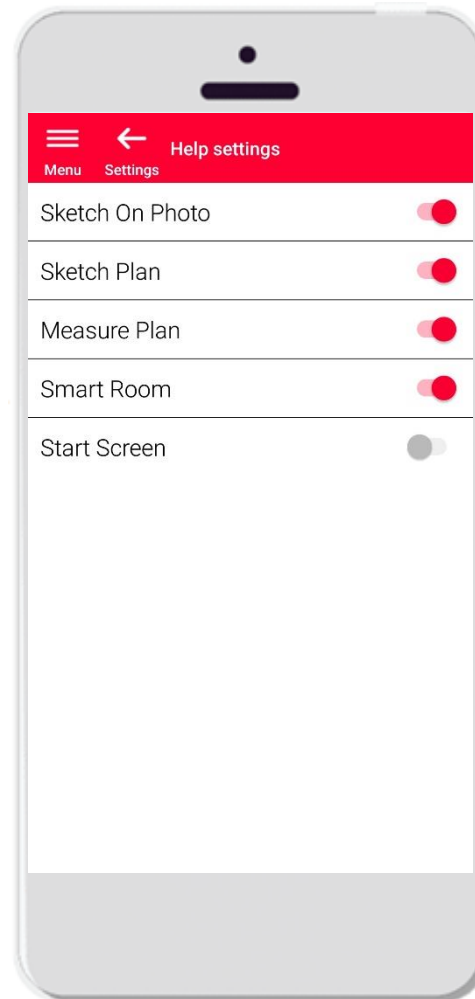 Help settings
Menu Settings
Sketch On Photo
Sketch Plan
Measure Plan
Smart Room
Start Screen